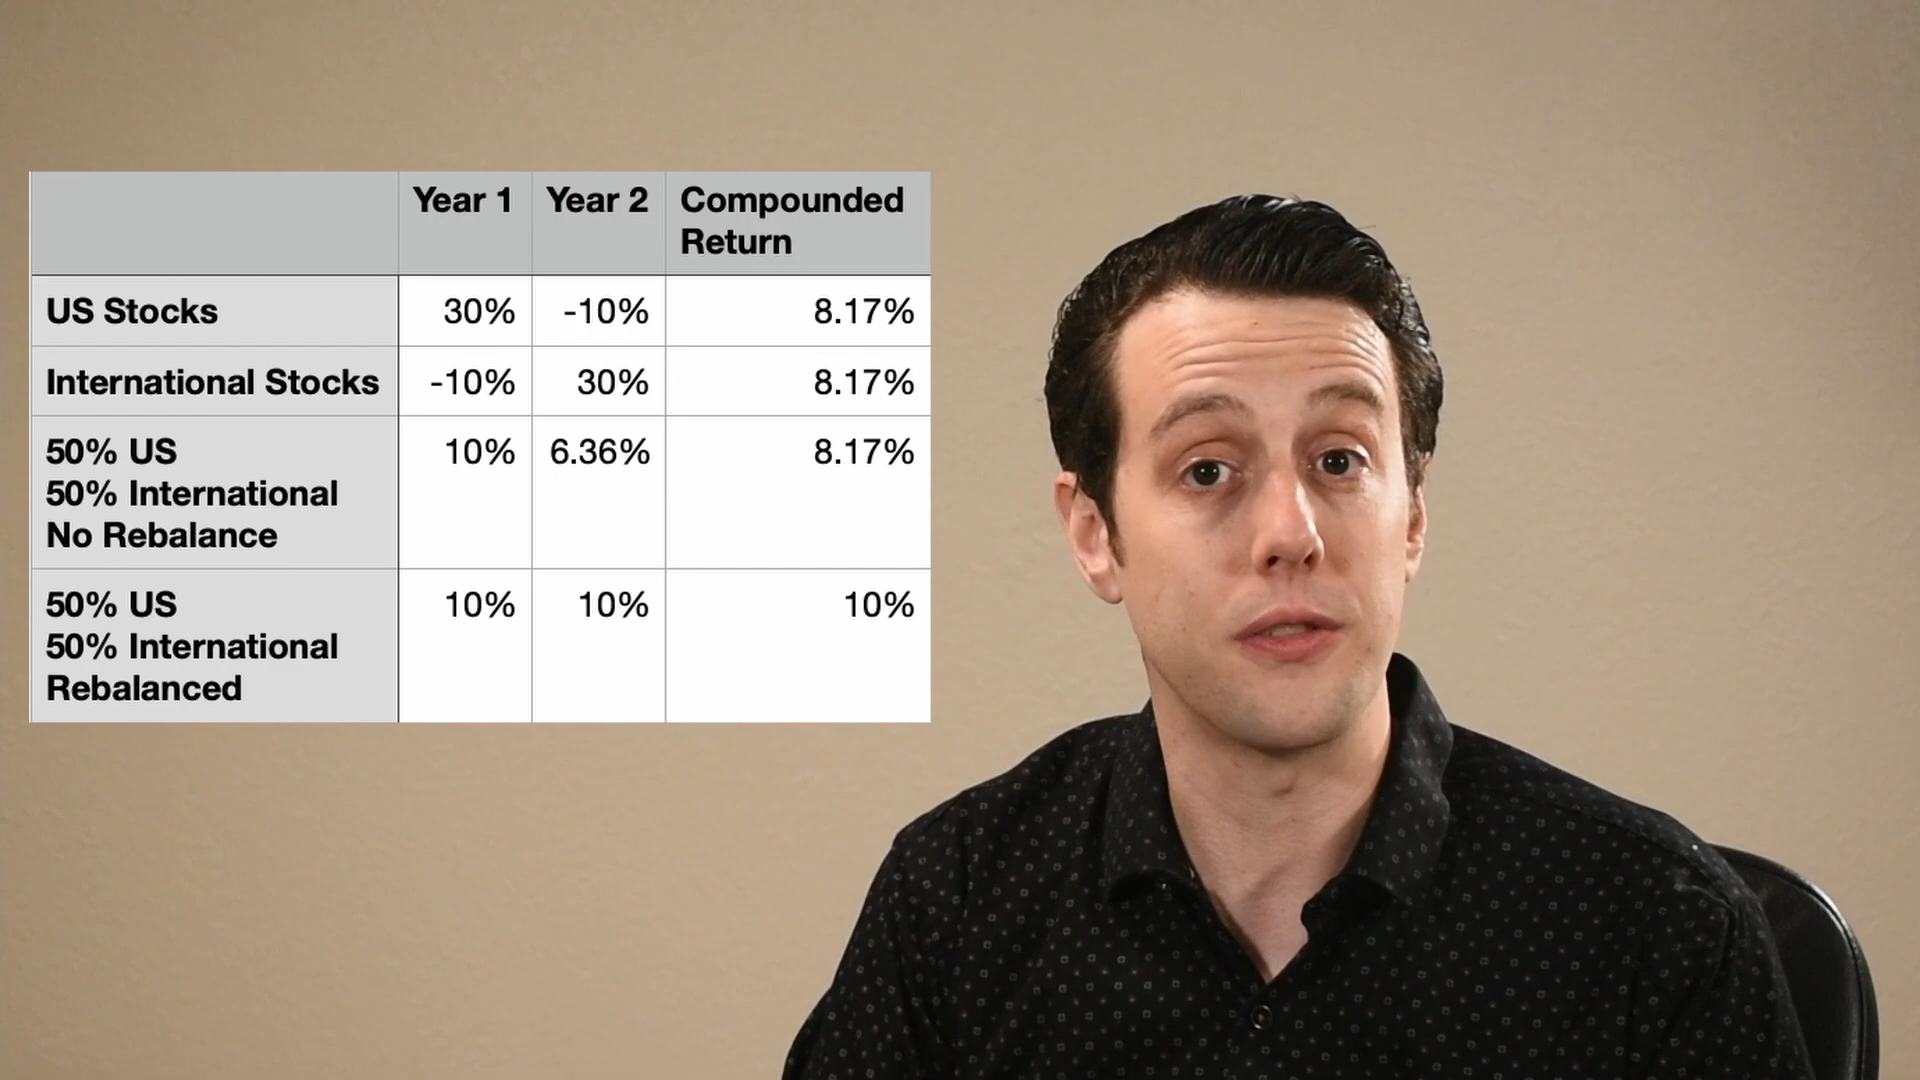 Year 1 Year 2 Compounded
Return
US Stocks 30% -10% 8.17%
International Stocks -10% 30% 8.17%
50% US 10% 6.36% 8.17%
50% International
No Rebalance
50% US 10% 10% 10%
50% International
Rebalanced